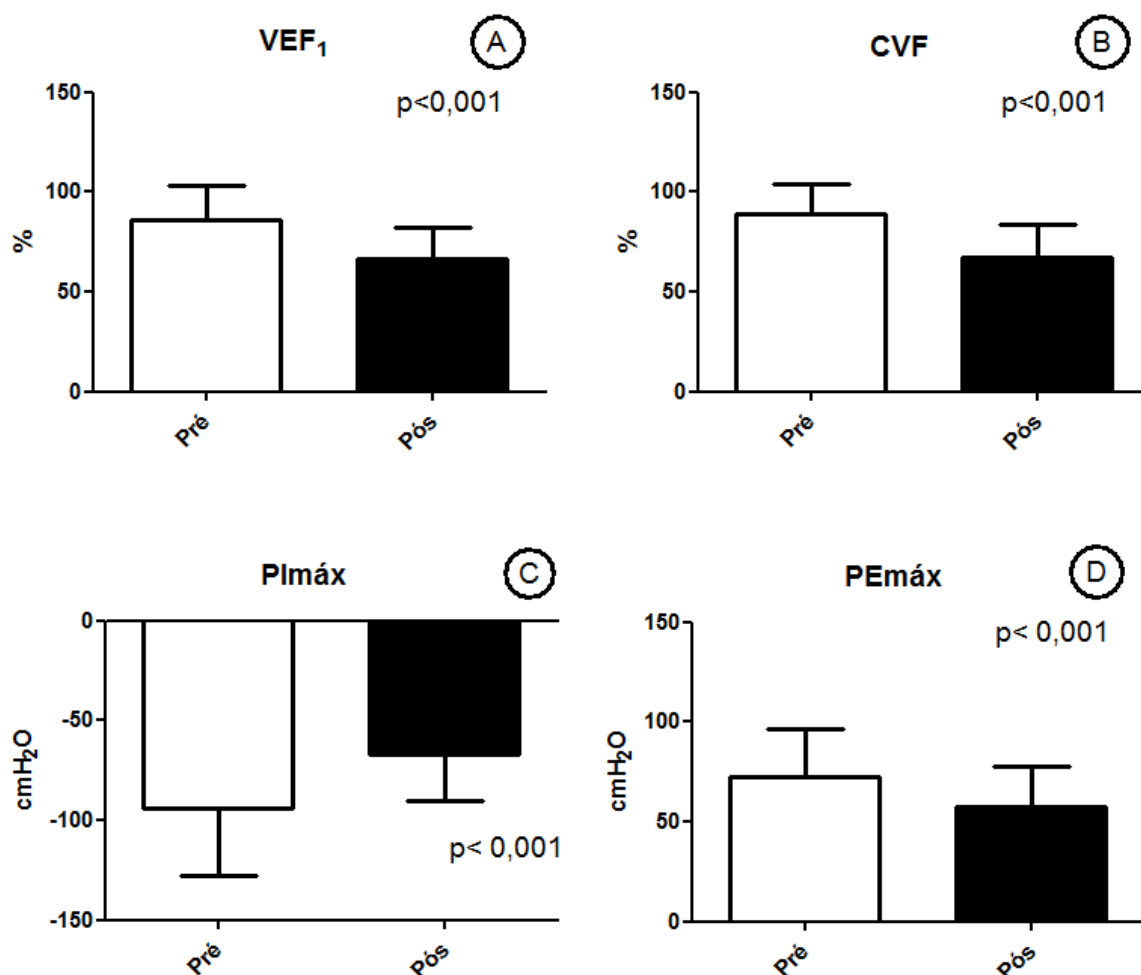 VEF₁
A
p<0,001
150
100
50
0
%
Pré
Pós
CVF
B
p<0,001
150
100
50
0
%
Pré
Pós
PImáx
C
0
-50
-100
-150
cmH₂O
p< 0,001
Pré
Pós
PEmáx
D
p< 0,001
150
100
50
0
cmH₂O
Pré
Pós